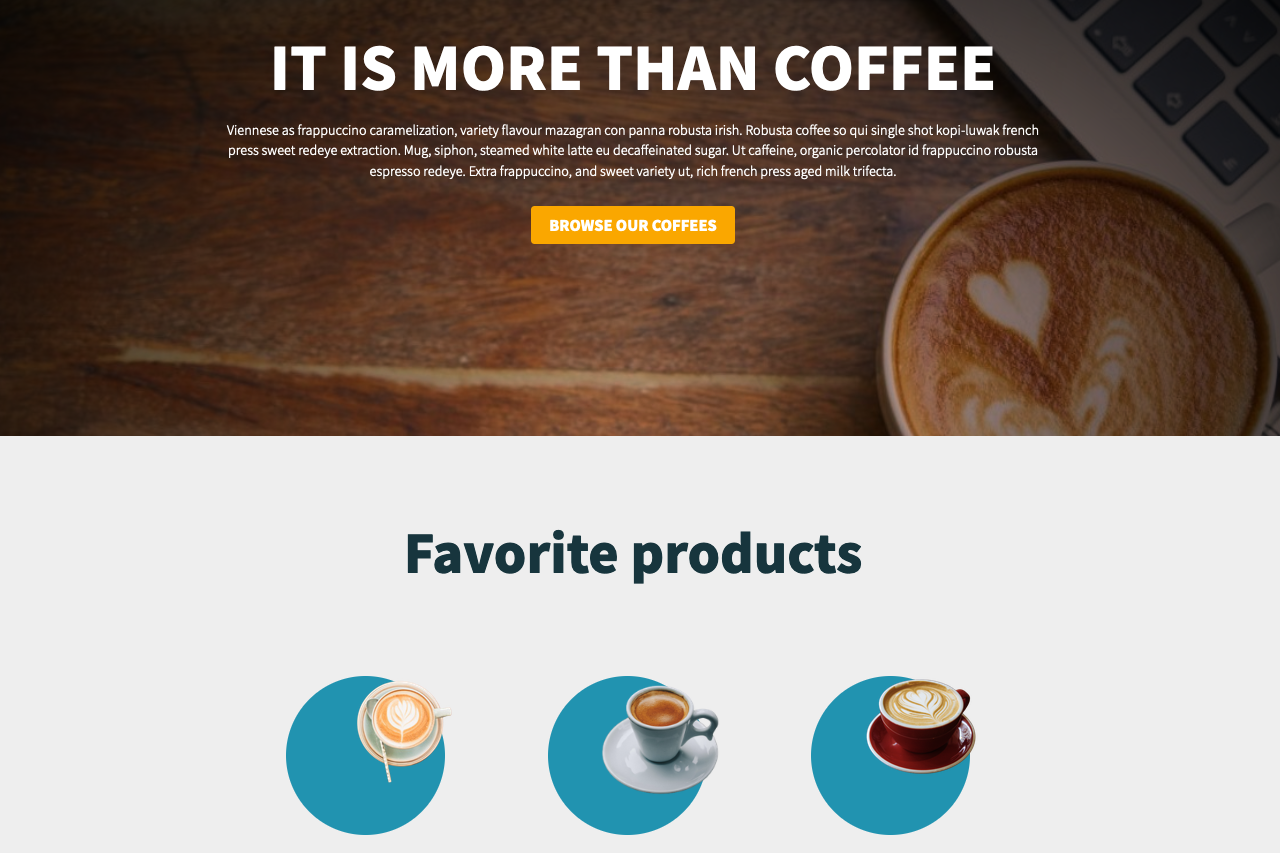 IT IS MORE THAN COFFEE
Viennese as frappuccino caramelization, variety flavour mazagran con panna robusta irish. Robusta coffee so qui single shot kopi-luwak french
press sweet redeye extraction. Mug, siphon, steamed white latte eu decaffeinated sugar. Ut caffeine, organic percolator id frappuccino robusta
espresso redeye. Extra frappuccino, and sweet variety ut, rich french press aged milk trifecta.
BROWSE OUR COFFEES
Favorite products